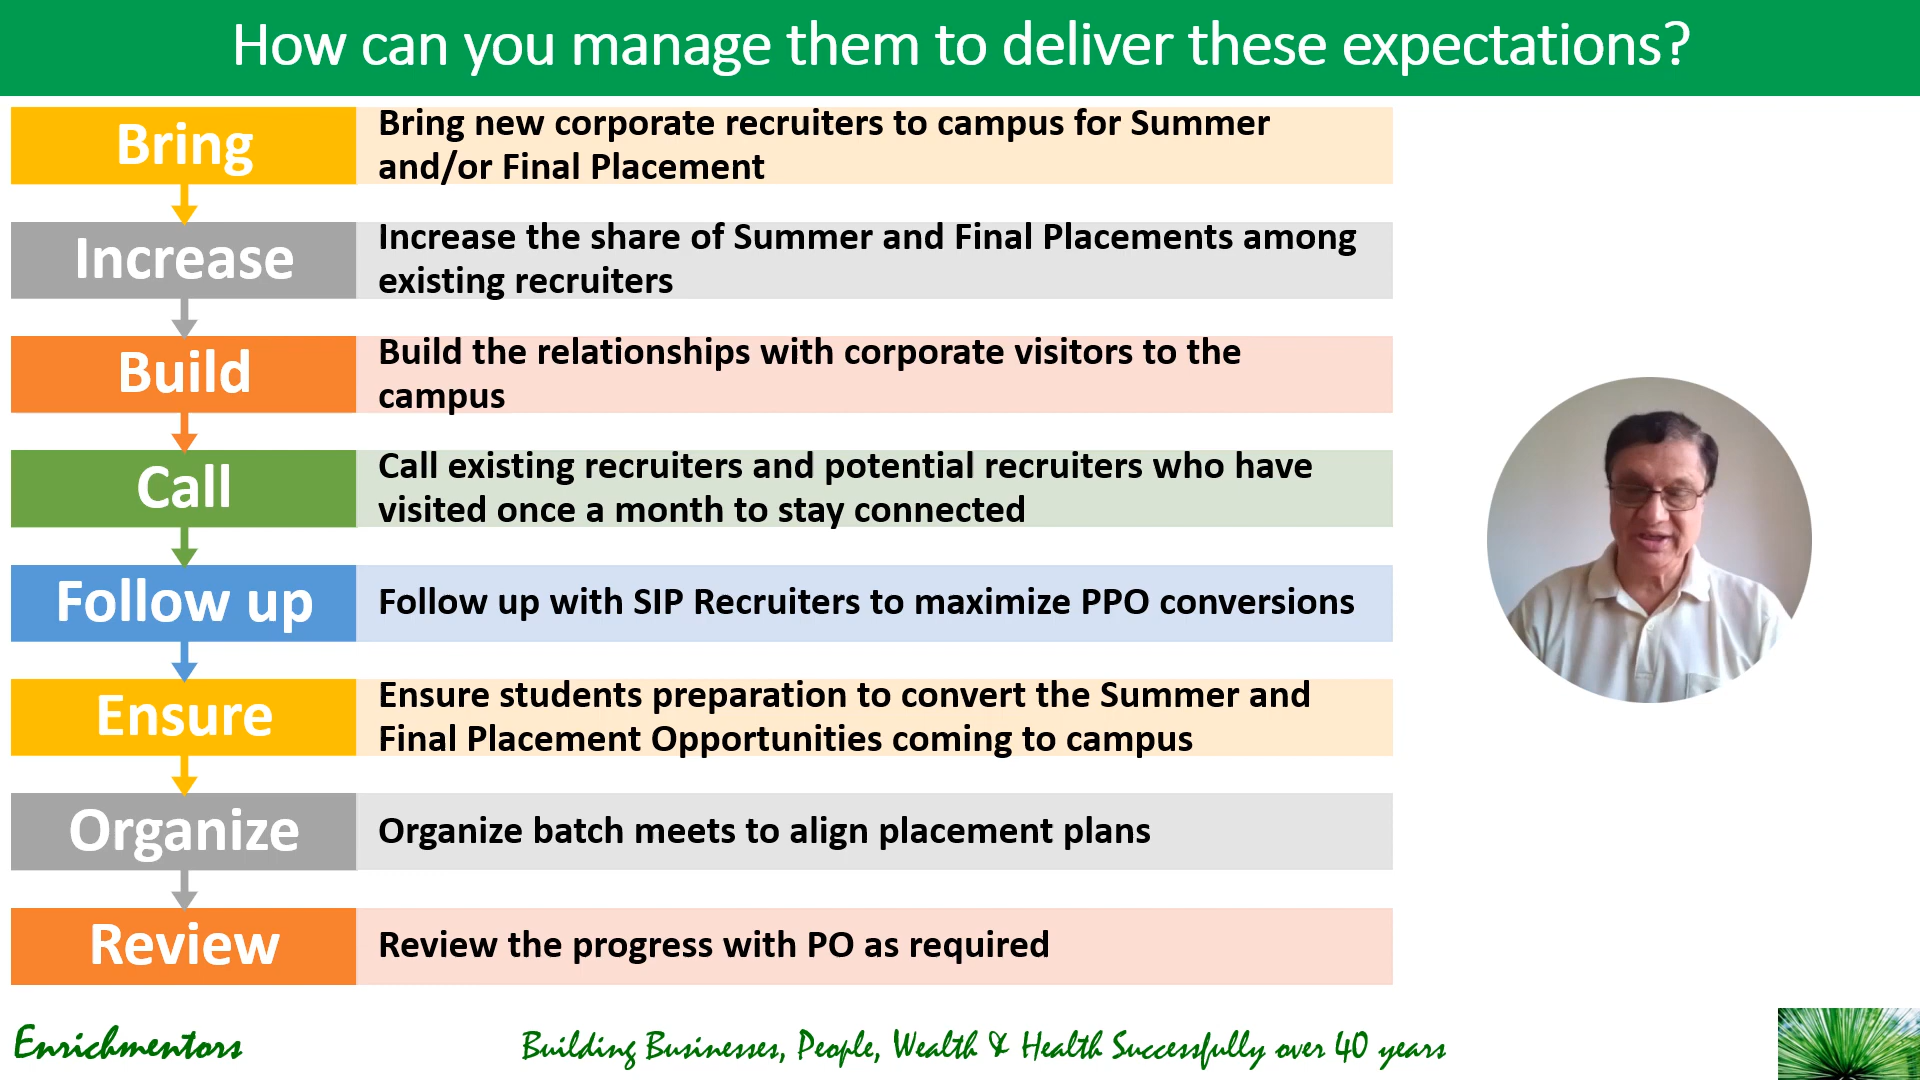 How can you manage them to deliver these expectations?
Bring
Bring new corporate recruiters to campus for Summer
and/or Final Placement
Increase
Increase the share of Summer and Final Placements among
existing recruiters
Build
Build the relationships with corporate visitors to the
campus
Call
Call existing recruiters and potential recruiters who have
visited once a month to stay connected
Follow up
Follow up with SIP Recruiters to maximize PPO conversions
Ensure
Ensure students preparation to convert the Summer and
Final Placement Opportunities coming to campus
Organize
Organize batch meets to align placement plans
Review
Review the progress with PO as required
Enrichmentors
Building Businesses, People, Wealth & Health Successfully over 40 years